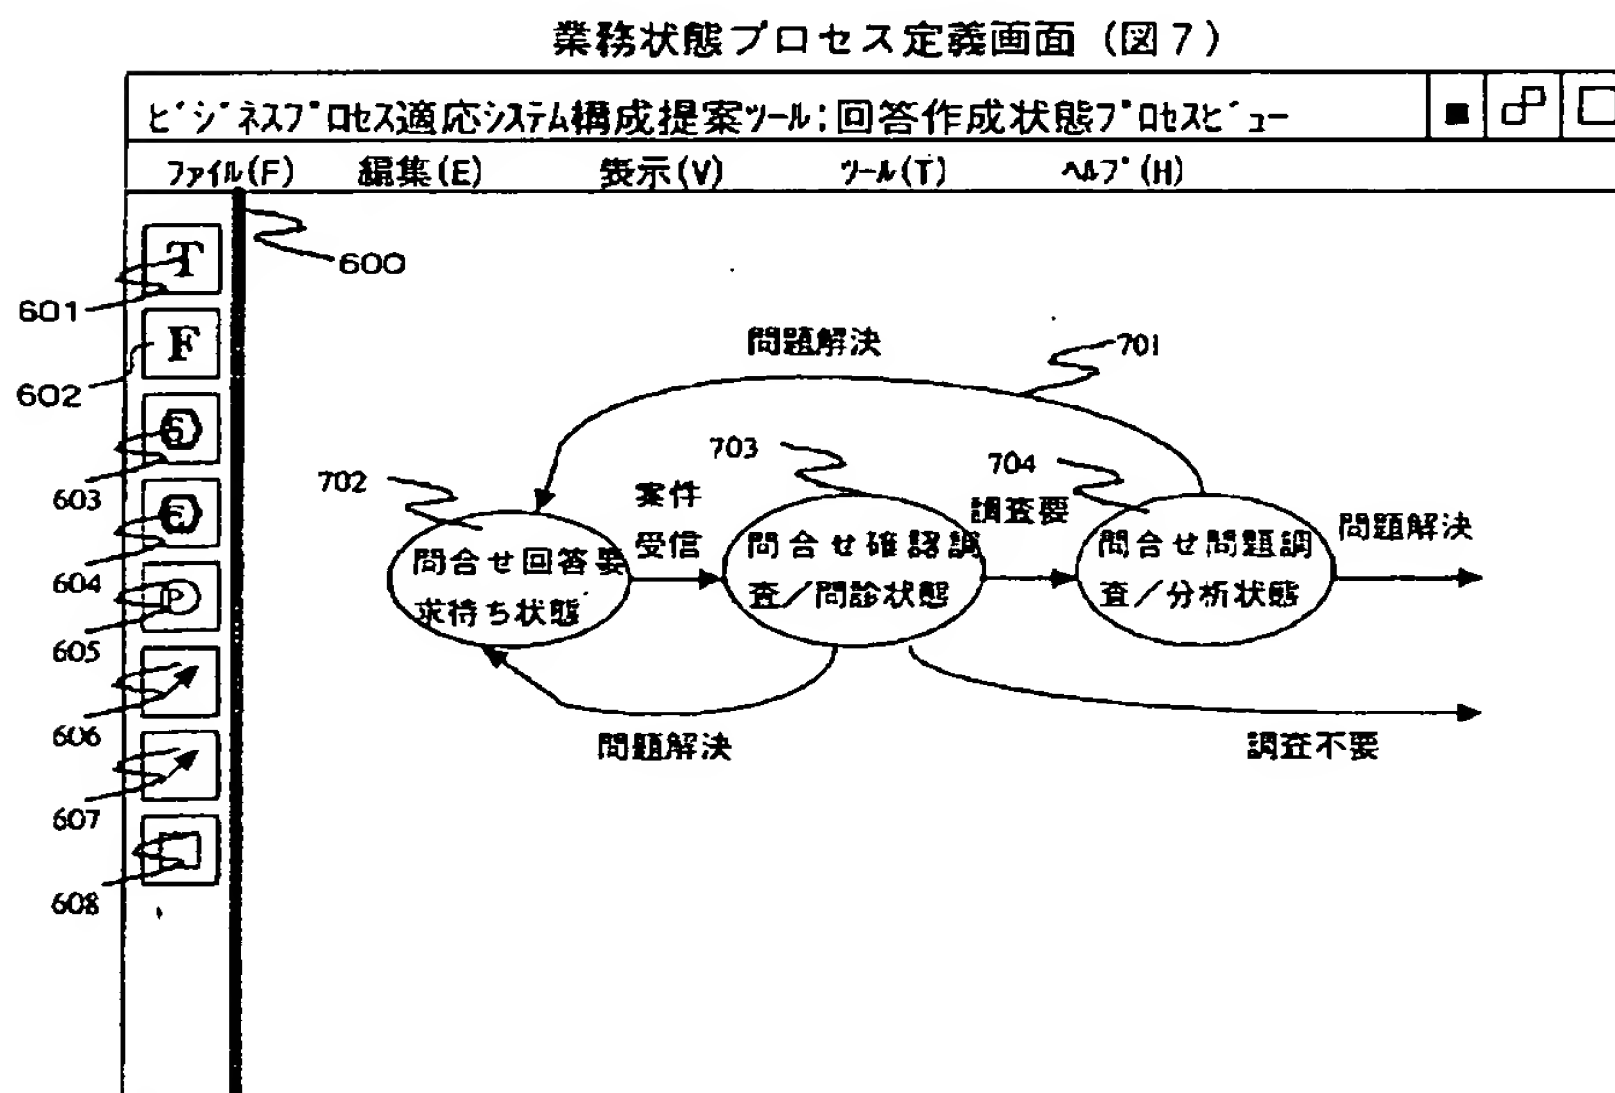 業務状態プロセス定義画面（図７）
ﾋﾞｼﾞﾈｽﾌﾟﾛｾｽ適応ｼｽﾃﾑ構成提案ﾂｰﾙ:回答作成状態ﾌﾟﾛｾｽﾋﾞｭｰ
ﾌｧｲﾙ(F) 編集(E) 表示(V) ﾂｰﾙ(T) ﾍﾙﾌﾟ(H)
600
T
601
F
602
S
603
604
P
605
606
607
608
問題解決
701
702
703
704
案件
受信
調査要
問題解決
問合せ回答要
求待ち状態
問合せ確認調
査／問診状態
問合せ問題調
査／分析状態
問題解決
調査不要